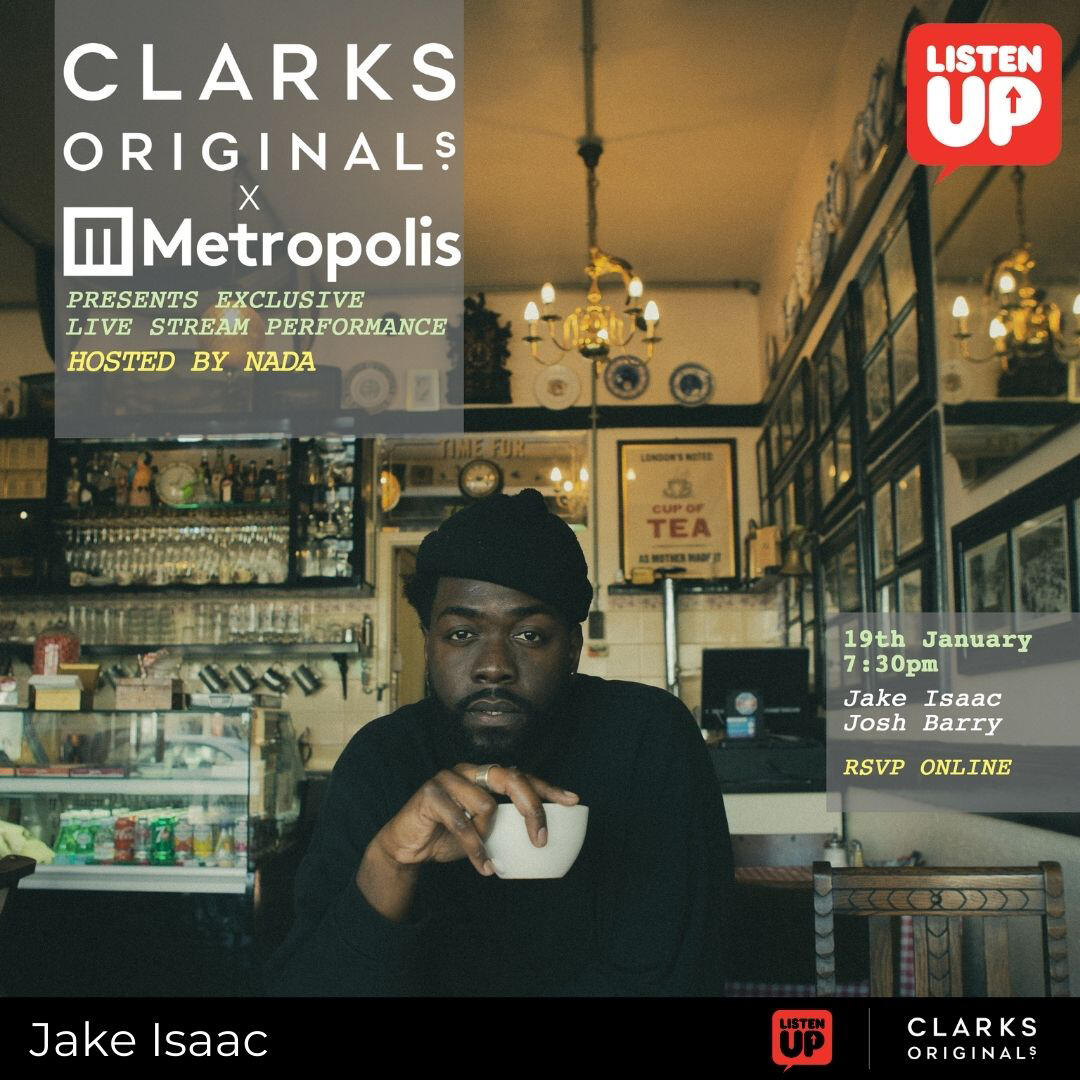 CLARKS
ORIGINALS
X
m Metropolis
PRESENTS EXCLUSIVE
LIVE STREAM PERFORMANCE
HOSTED BY NADA
LISTEN
UP
TIME FOR
LONDON'S NOTED
CUP OF
TEA
AS MOTHER MADE IT
19th January
7:30pm
Jake Isaac
Josh Barry
RSVP ONLINE
Jake Isaac
LISTEN
UP
CLARKS
ORIGINALS